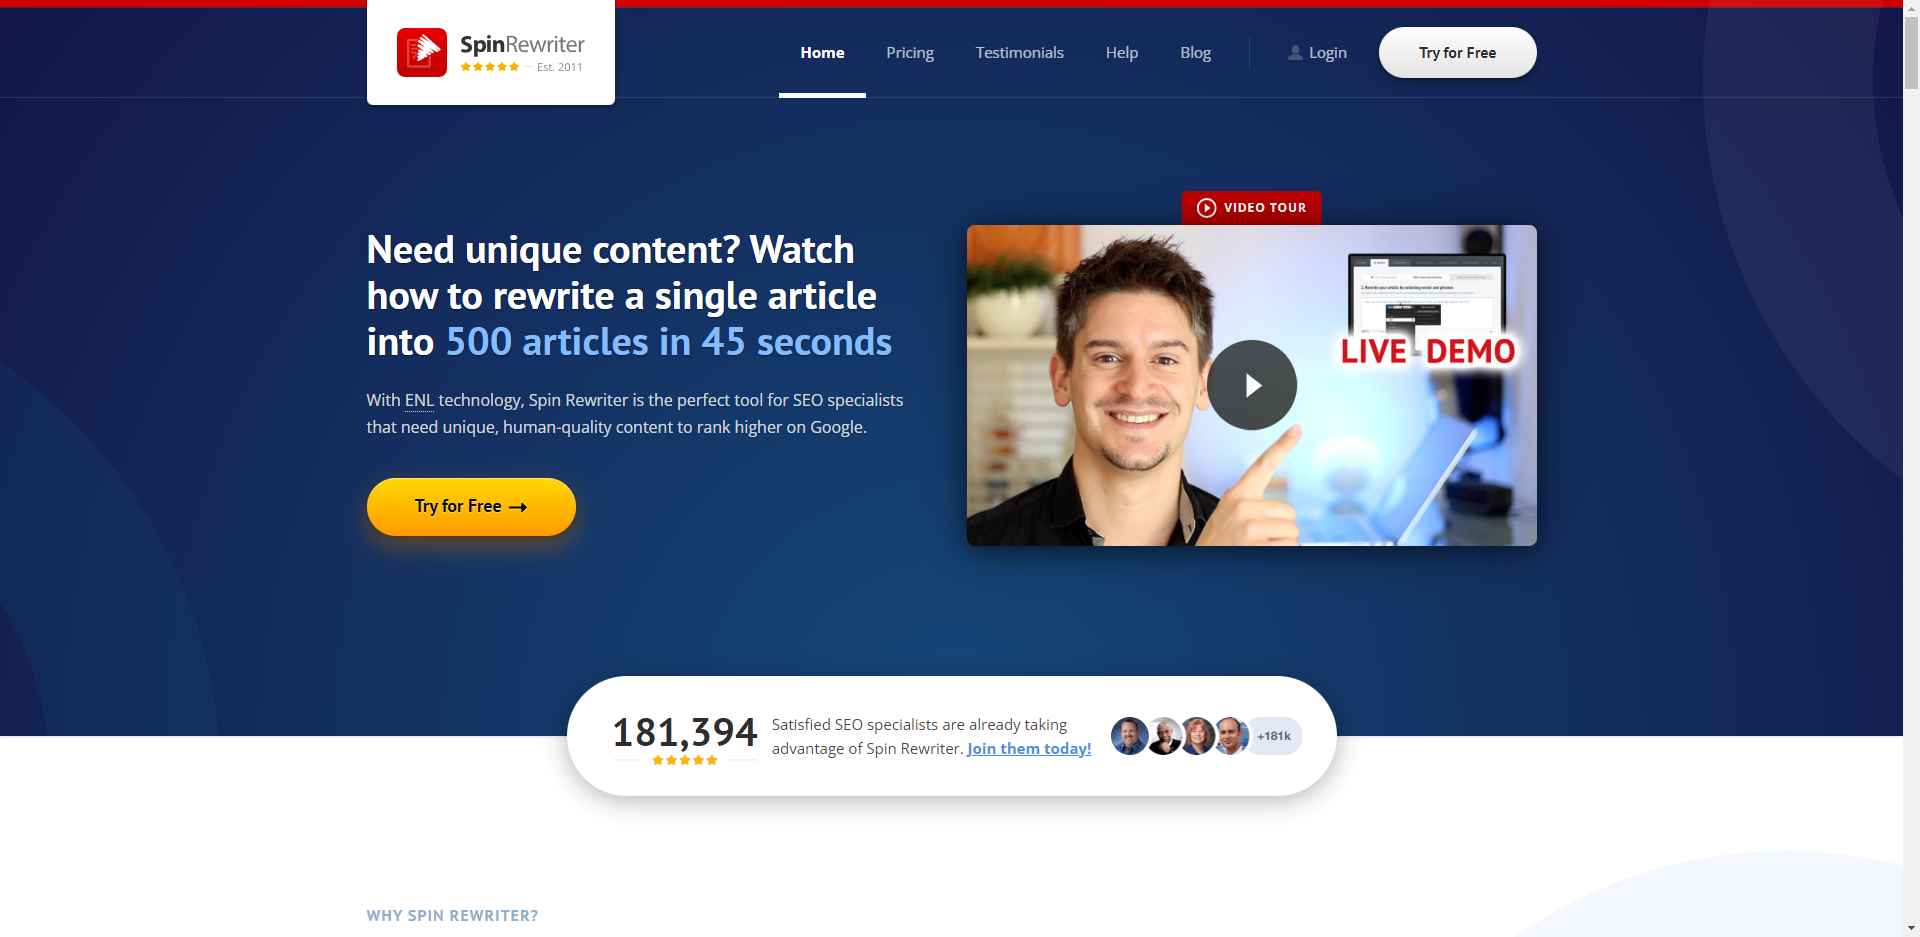 SpinRewriter
Est. 2011
Home
Pricing
Testimonials
Help
Blog
Login
Try for Free
VIDEO TOUR
Need unique content? Watch
how to rewrite a single article
into 500 articles in 45 seconds
With ENL technology, Spin Rewriter is the perfect tool for SEO specialists
that need unique, human-quality content to rank higher on Google.
Try for Free
LIVE DEMO
181,394
Satisfied SEO specialists are already taking
advantage of Spin Rewriter. Join them today!
+181k
WHY SPIN REWRITER?